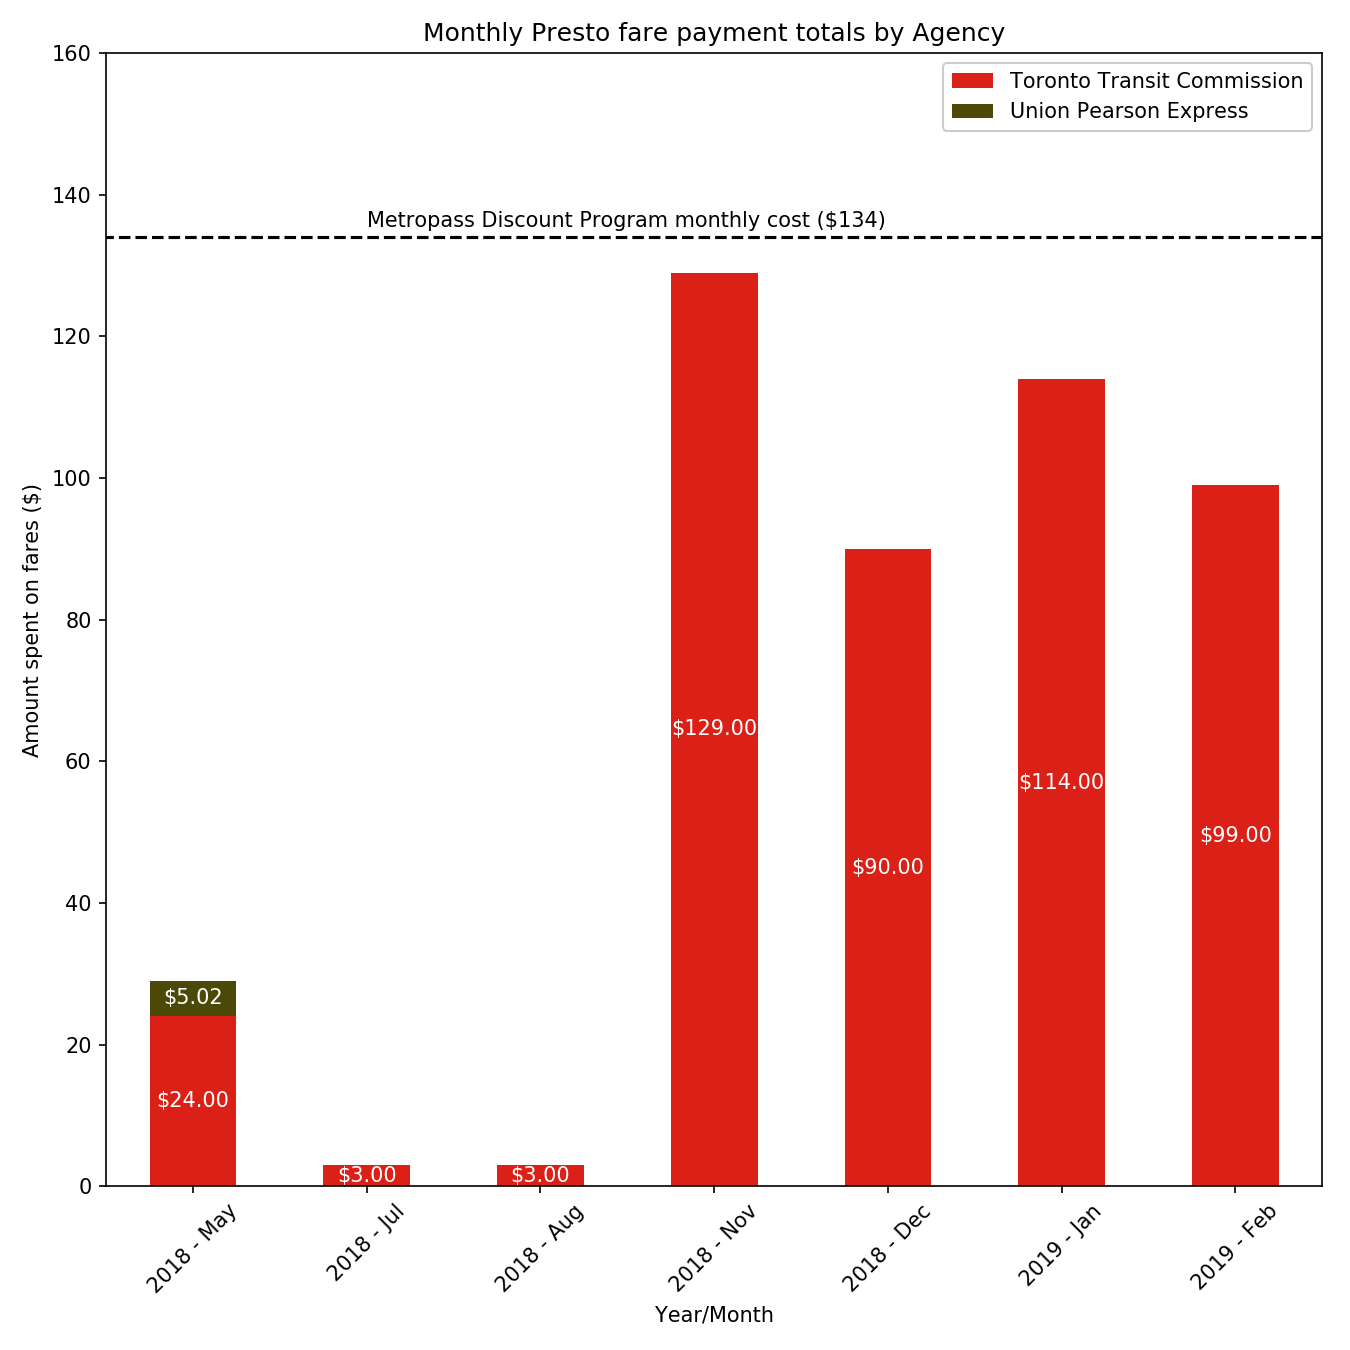 Monthly Presto fare payment totals by Agency
Toronto Transit Commission
Union Pearson Express
Metropass Discount Program monthly cost ($134)
Amount spent on fares ($)
160
140
120
100
80
60
40
20
0
$5.02
$24.00
$3.00
$3.00
$129.00
$90.00
$114.00
$99.00
2018 - May
2018 - Jul
2018 - Aug
2018 - Nov
2018 - Dec
2019 - Jan
2019 - Feb
Year/Month